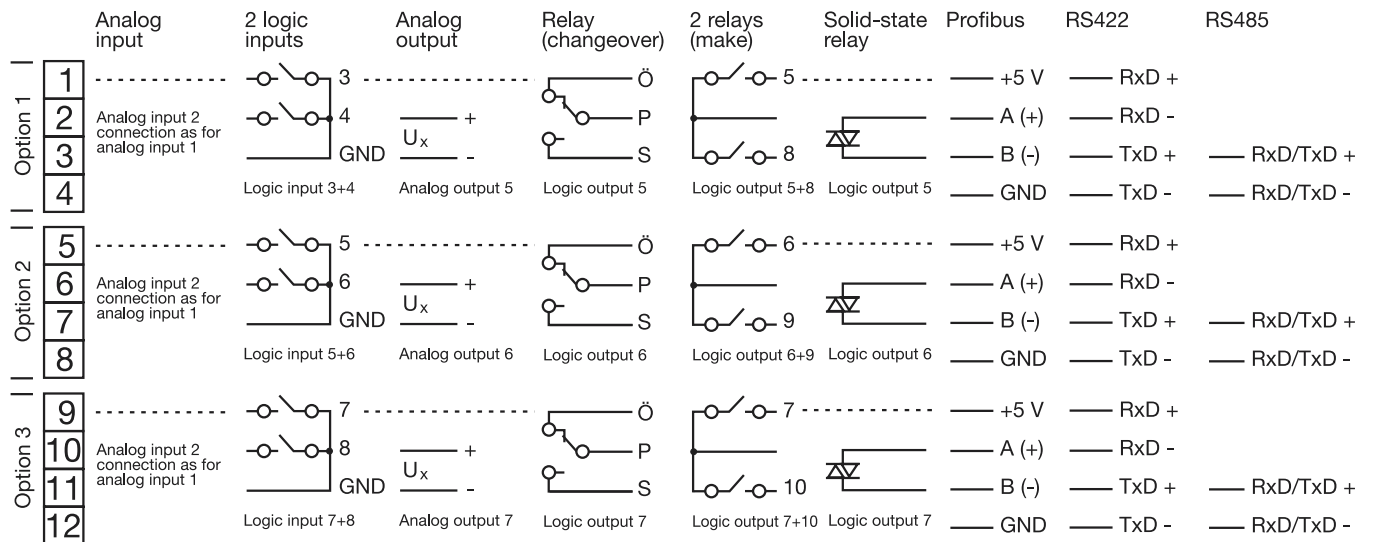 Analog input 2 logic inputs Analog output Relay (changeover) 2 relays (make) Solid-state relay Profibus RS422 RS485
Option 1
1 3 Ö 5 +5 V RxD +
2 Analog input 2 connection as for analog input 1 4 Ux + P A (+) RxD -
3 GND - S 8 B (-) TxD + RxD/TxD +
4 Logic input 3+4 Analog output 5 Logic output 5 Logic output 5+8 Logic output 5 GND TxD - RxD/TxD -
Option 2
5 5 Ö 6 +5 V RxD +
6 Analog input 2 connection as for analog input 1 6 Ux + P A (+) RxD -
7 GND - S 9 B (-) TxD + RxD/TxD +
8 Logic input 5+6 Analog output 6 Logic output 6 Logic output 6+9 Logic output 6 GND TxD - RxD/TxD -
Option 3
9 7 Ö 7 +5 V RxD +
10 Analog input 2 connection as for analog input 1 8 Ux + P A (+) RxD -
11 GND - S 10 B (-) TxD + RxD/TxD +
12 Logic input 7+8 Analog output 7 Logic output 7 Logic output 7+10 Logic output 7 GND TxD - RxD/TxD -